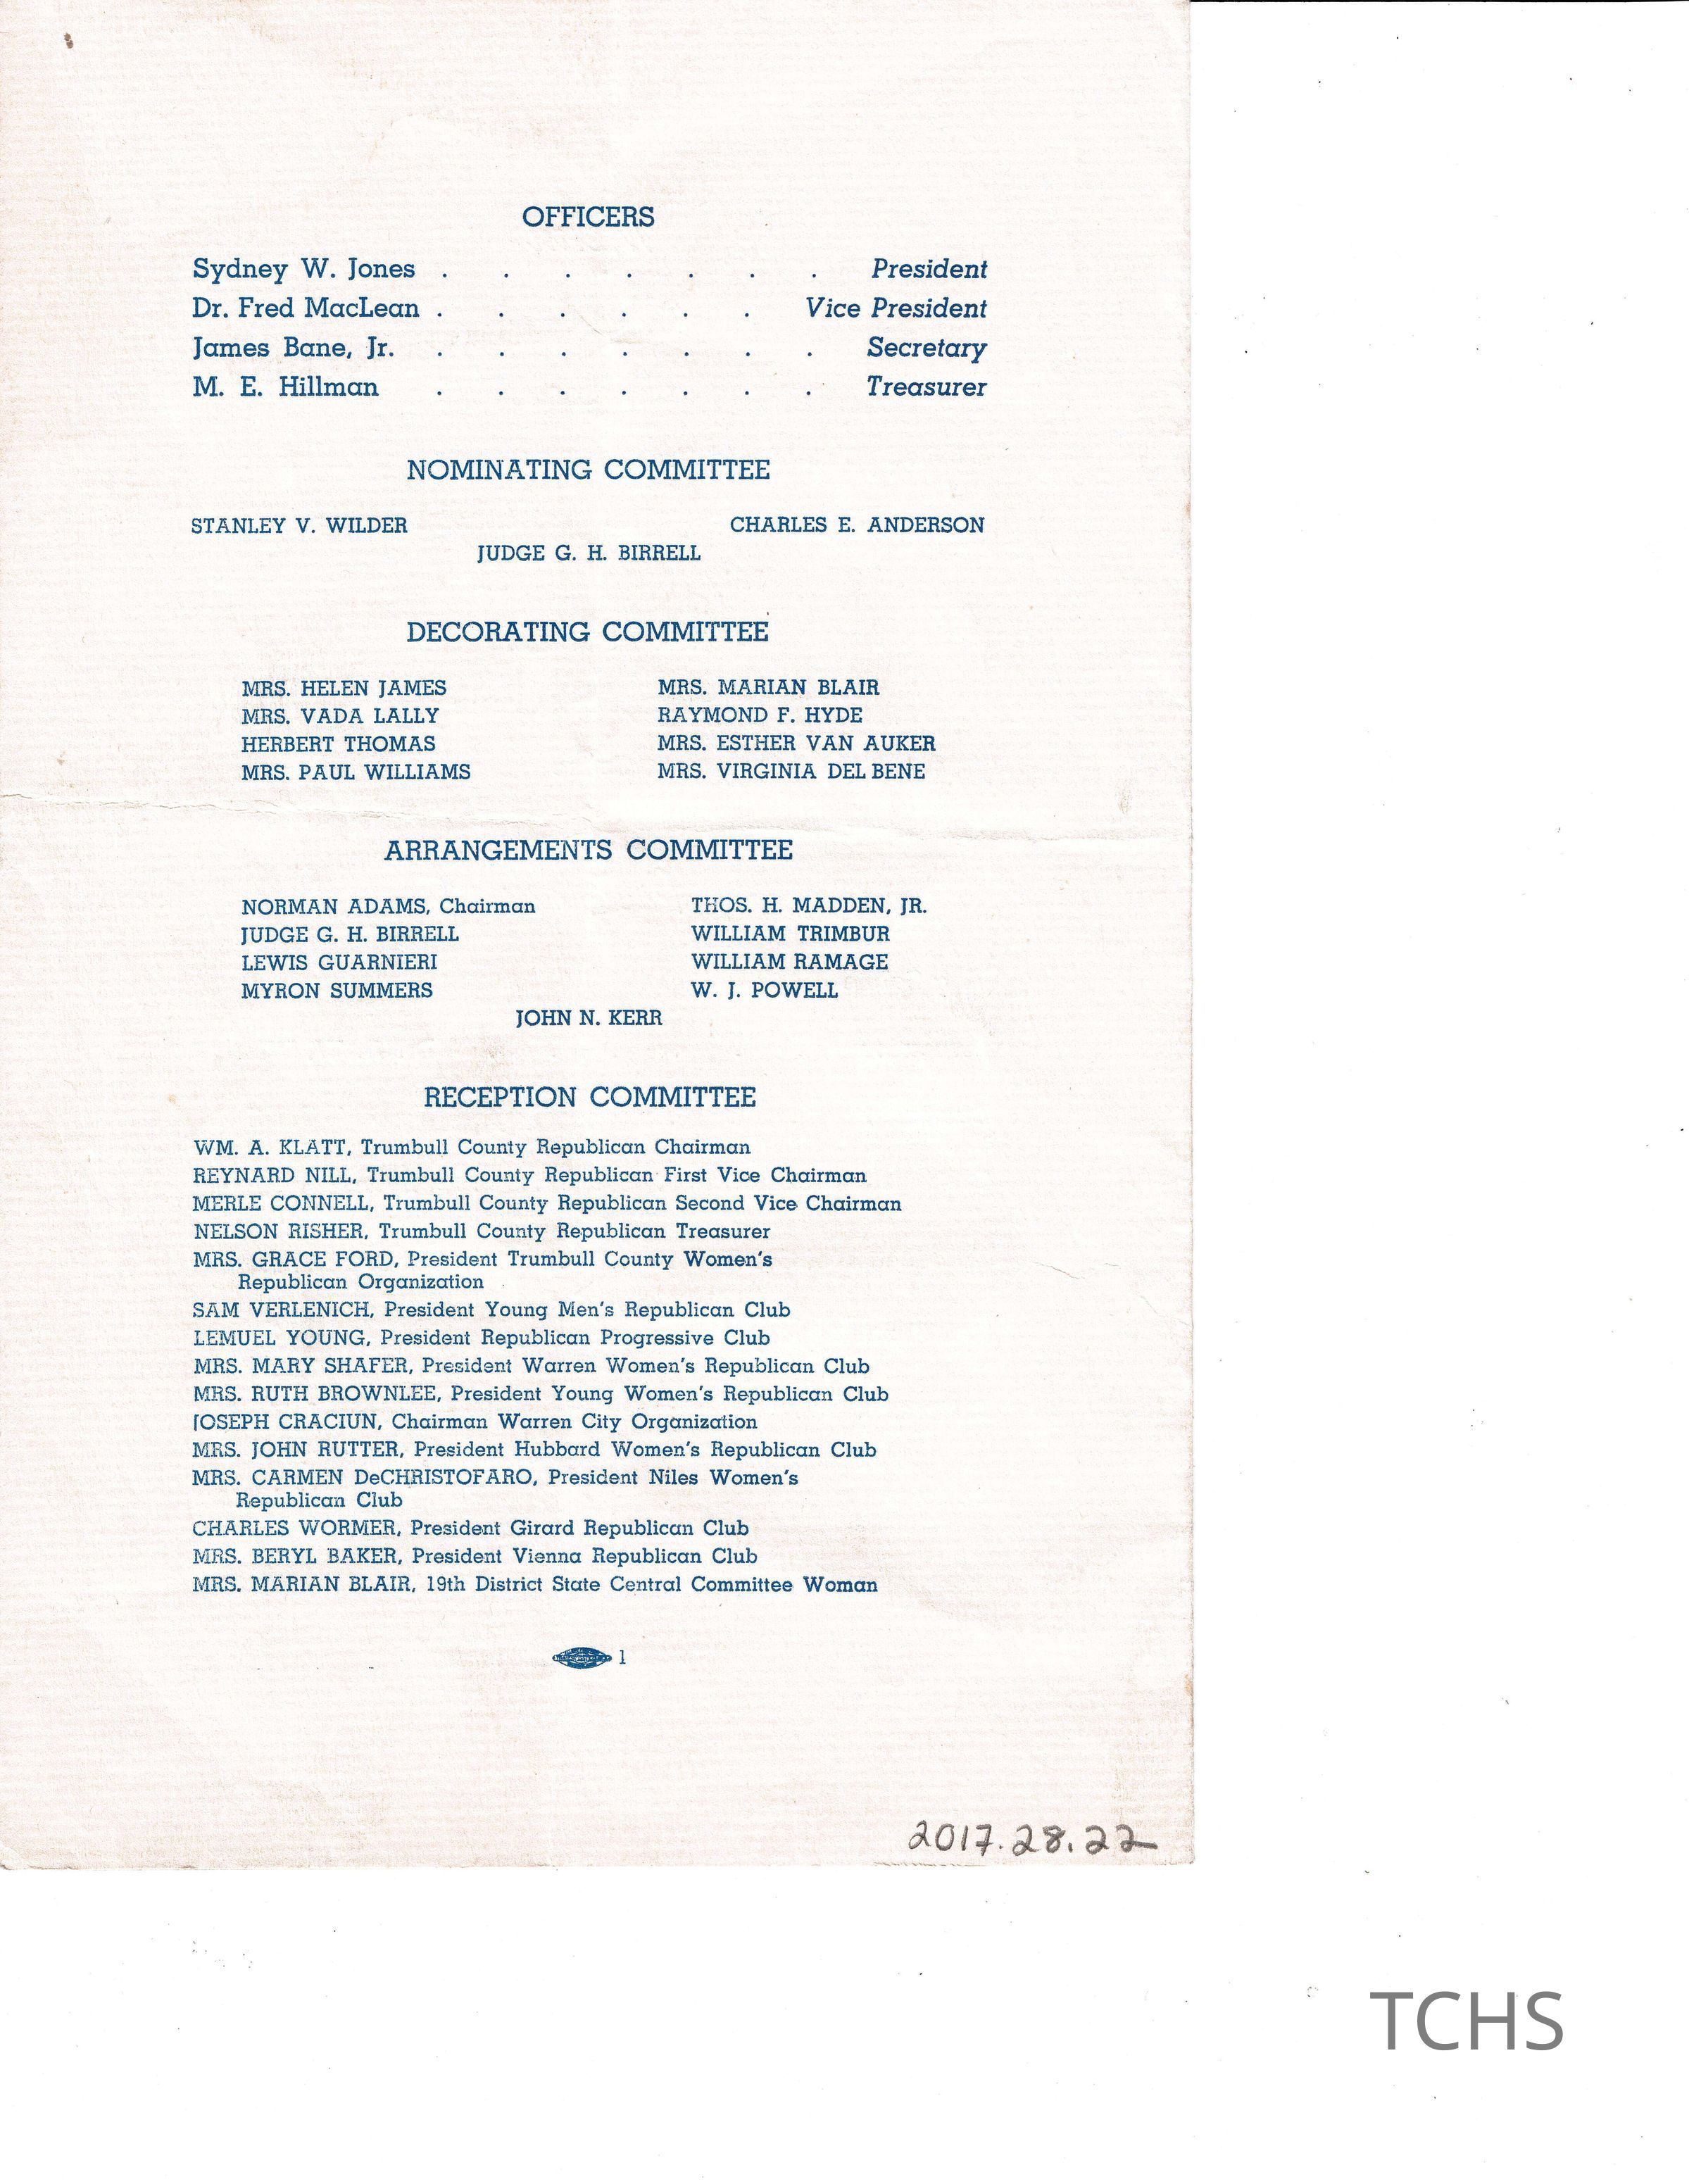 OFFICERS
Sydney W. Jones . . . . . . . President
Dr. Fred MacLean . . . . . . Vice President
James Bane, Jr. . . . . . . . Secretary
M. E. Hillman . . . . . . . Treasurer
NOMINATING COMMITTEE
STANLEY V. WILDER CHARLES E. ANDERSON
JUDGE G. H. BIRRELL
DECORATING COMMITTEE
MRS. HELEN JAMES MRS. MARIAN BLAIR
MRS. VADA LALLY RAYMOND F. HYDE
HERBERT THOMAS MRS. ESTHER VAN AUKER
MRS. PAUL WILLIAMS MRS. VIRGINIA DEL BENE
ARRANGEMENTS COMMITTEE
NORMAN ADAMS, Chairman THOS. H. MADDEN, JR.
JUDGE G. H. BIRRELL WILLIAM TRIMBUR
LEWIS GUARNIERI WILLIAM RAMAGE
MYRON SUMMERS W. J. POWELL
JOHN N. KERR
RECEPTION COMMITTEE
WM. A. KLATT, Trumbull County Republican Chairman
REYNARD NILL, Trumbull County Republican First Vice Chairman
MERLE CONNELL, Trumbull County Republican Second Vice Chairman
NELSON RISHER, Trumbull County Republican Treasurer
MRS. GRACE FORD, President Trumbull County Women's
Republican Organization
SAM VERLENICH, President Young Men's Republican Club
LEMUEL YOUNG, President Republican Progressive Club
MRS. MARY SHAFER, President Warren Women's Republican Club
MRS. RUTH BROWNLEE, President Young Women's Republican Club
JOSEPH CRACIUN, Chairman Warren City Organization
MRS. JOHN RUTTER, President Hubbard Women's Republican Club
MRS. CARMEN DeCHRISTOFARO, President Niles Women's
Republican Club
CHARLES WORMER, President Girard Republican Club
MRS. BERYL BAKER, President Vienna Republican Club
MRS. MARIAN BLAIR, 19th District State Central Committee Woman
1
2017.28.22
TCHS